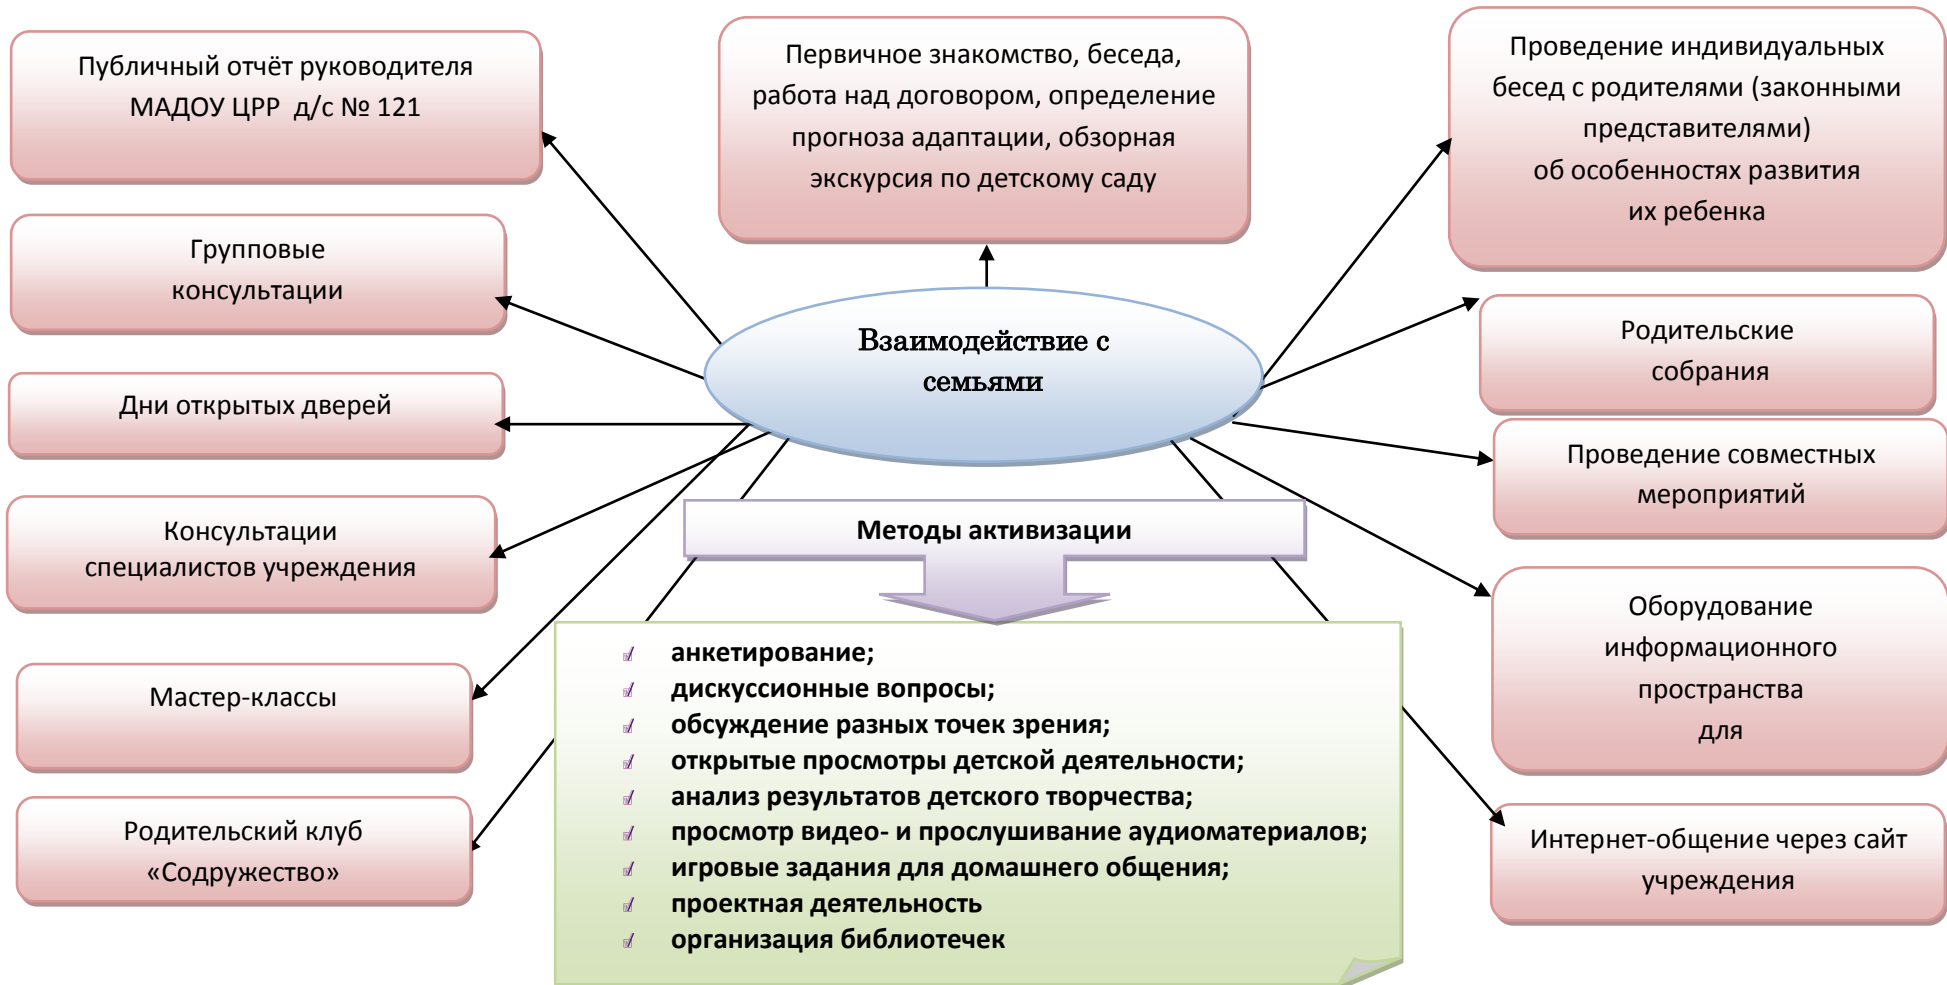 Публичный отчёт руководителя
МАДОУ ЦРР д/с № 121
Первичное знакомство, беседа,
работа над договором, определение
прогноза адаптации, обзорная
экскурсия по детскому саду
Проведение индивидуальных
бесед с родителями (законными
представителями)
об особенностях развития
их ребенка
Групповые
консультации
Взаимодействие с
семьями
Родительские
собрания
Дни открытых дверей
Проведение совместных
мероприятий
Консультации
специалистов учреждения
Методы активизации
Оборудование
информационного
пространства
для
Мастер-классы
анкетирование;
дискуссионные вопросы;
обсуждение разных точек зрения;
открытые просмотры детской деятельности;
анализ результатов детского творчества;
просмотр видео- и прослушивание аудиоматериалов;
игровые задания для домашнего общения;
проектная деятельность
организация библиотечек
Родительский клуб
«Содружество»
Интернет-общение через сайт
учреждения